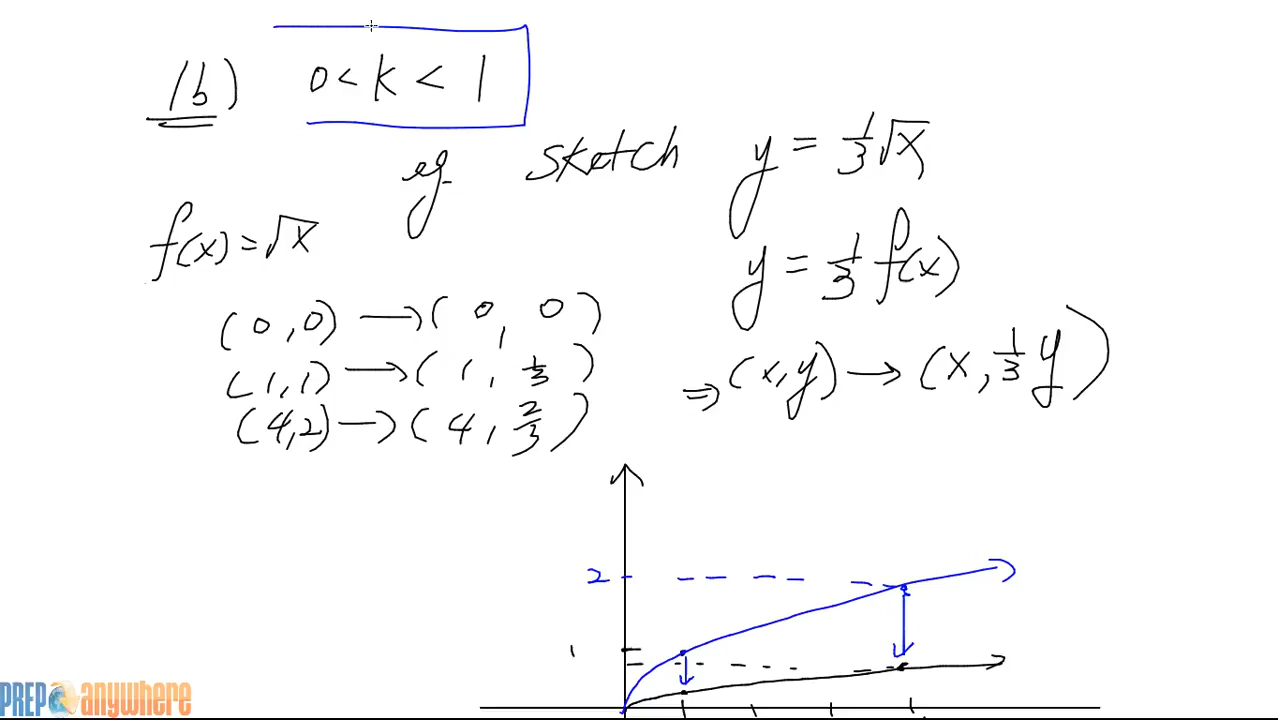 1b) 0 < k < 1
eg sketch y = 1/3 √x
f(x) = √x
y = 1/3 f(x)
(0, 0) → (0, 0)
(1, 1) → (1, 1/3)
(4, 2) → (4, 2/3)
⇒ (x, y) → (x, 1/3 y)
2
1
PREP anywhere